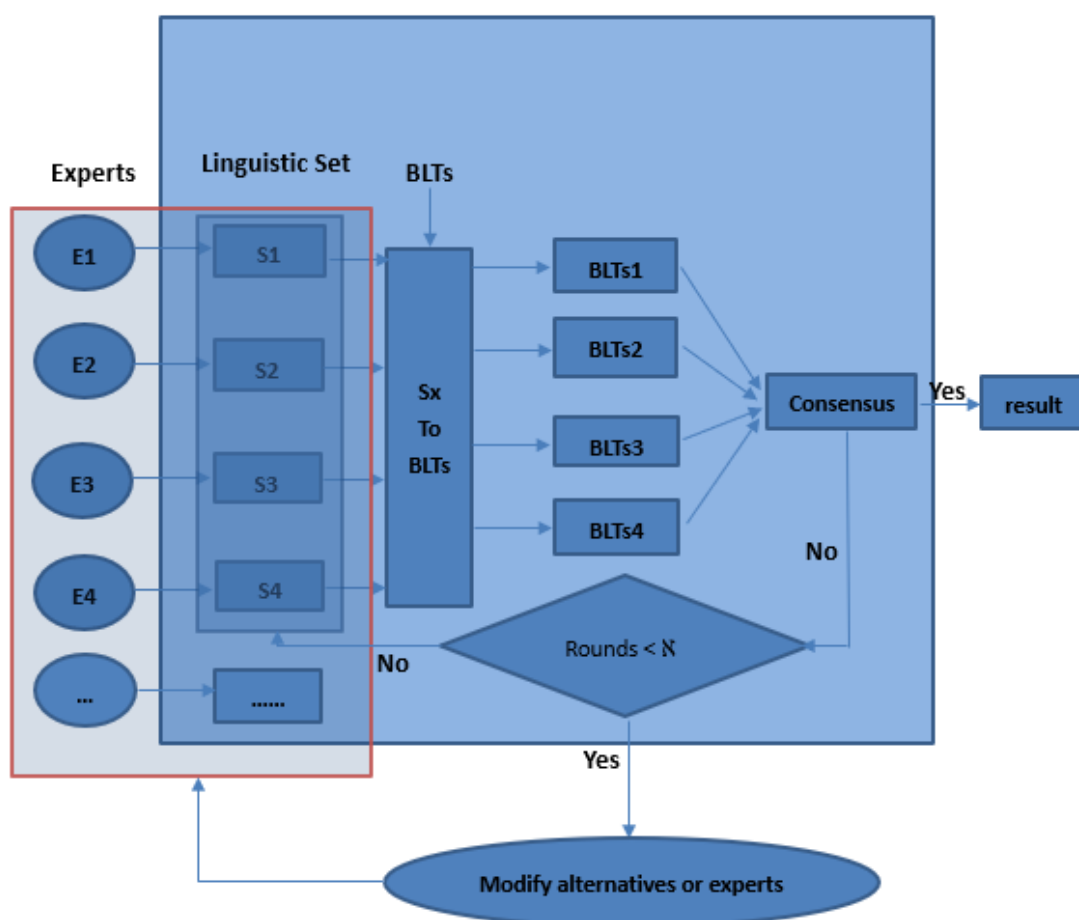 Experts
Linguistic Set
BLTs
E1
S1
BLTs1
E2
S2
BLTs2
Sx
To
BLTs
Consensus
Yes
result
E3
S3
BLTs3
E4
S4
BLTs4
No
Rounds < ℵ
No
...
......
Yes
Modify alternatives or experts